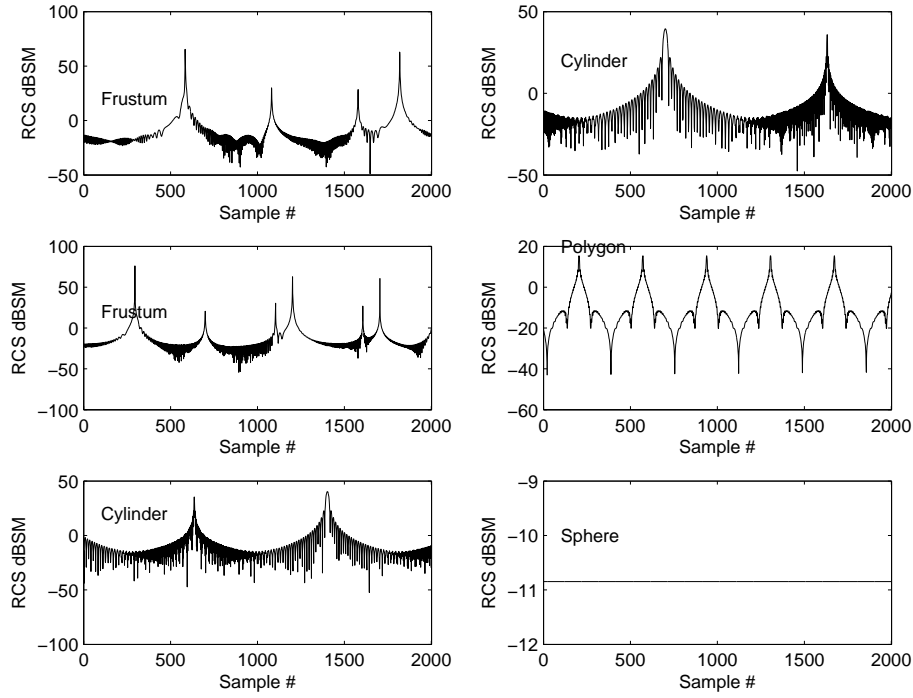 100
50
0
−50
RCS dBSM
Frustum
0 500 1000 1500 2000
Sample #
50
0
−50
RCS dBSM
Cylinder
0 500 1000 1500 2000
Sample #
100
50
0
−50
−100
RCS dBSM
Frustum
0 500 1000 1500 2000
Sample #
20
0
−20
−40
−60
RCS dBSM
Polygon
0 500 1000 1500 2000
Sample #
50
0
−50
−100
RCS dBSM
Cylinder
0 500 1000 1500 2000
Sample #
−9
−10
−11
−12
RCS dBSM
Sphere
0 500 1000 1500 2000
Sample #